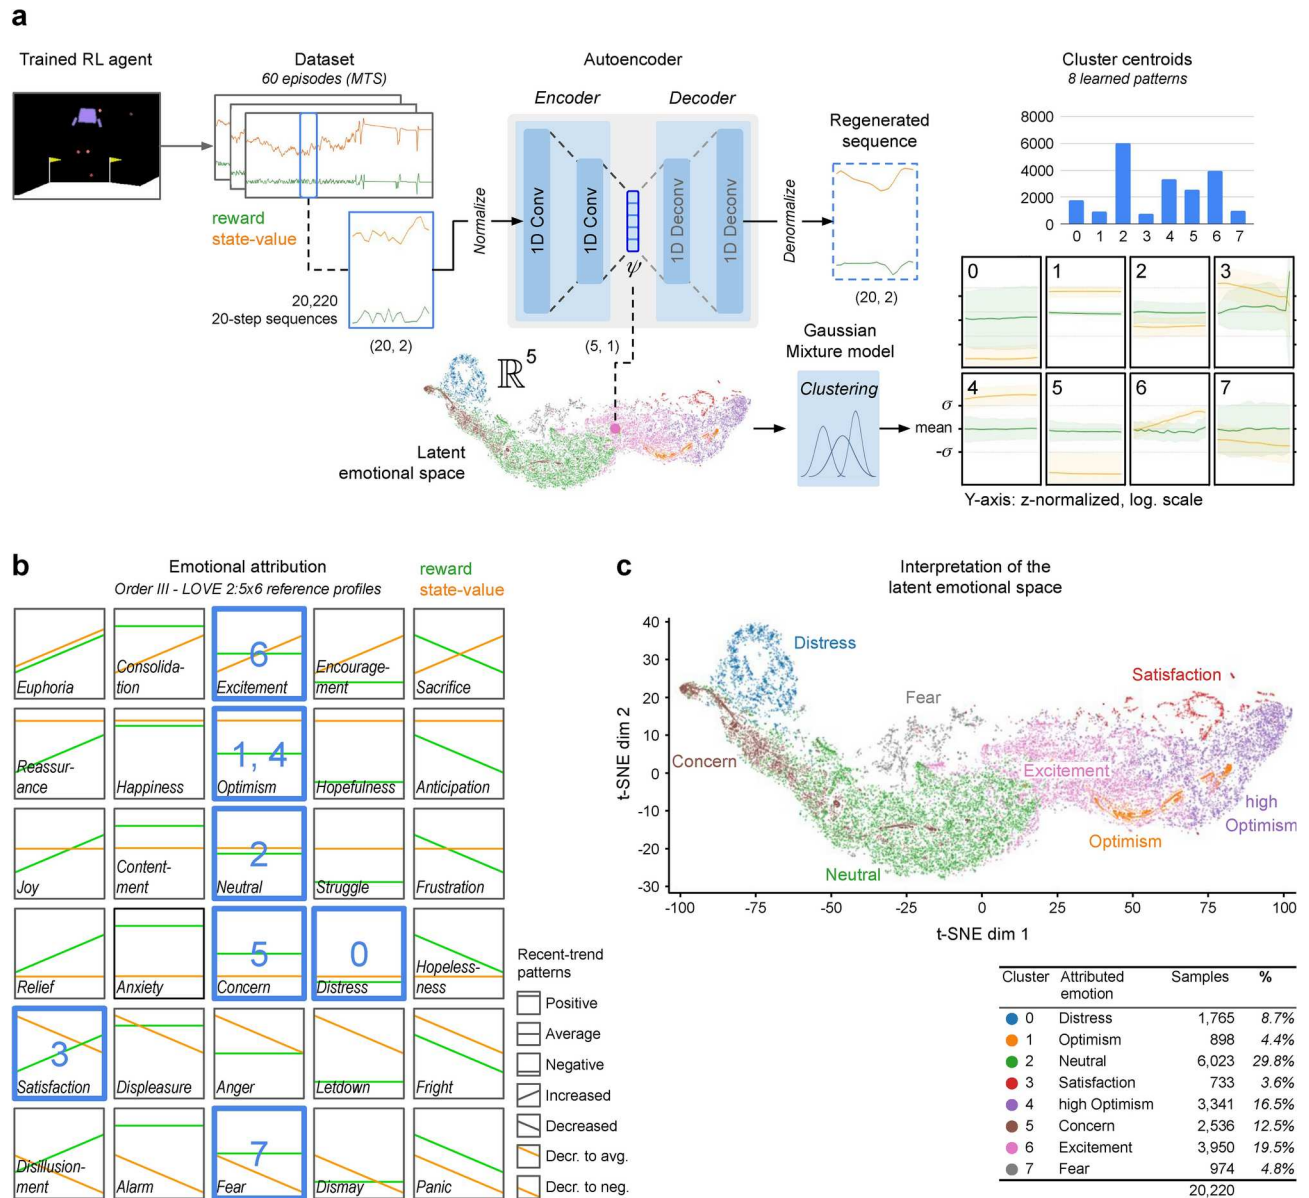 a
Trained RL agent
Dataset
60 episodes (MTS)
Autoencoder
Encoder
Decoder
Cluster centroids
8 learned patterns
reward
state-value
20,220
20-step sequences
(20, 2)
Normalize
1D Conv
1D Conv
ψ
1D Deconv
1D Deconv
(5, 1)
Denormalize
Regenerated
sequence
(20, 2)
8000
6000
4000
2000
0
0 1 2 3 4 5 6 7
ℝ5
Latent
emotional space
Gaussian
Mixture model
Clustering
0 1 2 3
4 5 6 7
σ
mean
-σ
Y-axis: z-normalized, log. scale
b
Emotional attribution
Order III - LOVE 2:5x6 reference profiles
reward
state-value
Euphoria
Consolida-
tion
6
Excitement
Encourage-
ment
Sacrifice
Reassur-
ance
Happiness
1, 4
Optimism
Hopefulness
Anticipation
Joy
Content-
ment
2
Neutral
Struggle
Frustration
Relief
Anxiety
5
Concern
0
Distress
Hopeless-
ness
3
Satisfaction
Displeasure
Anger
Letdown
Fright
Disillusion-
ment
Alarm
7
Fear
Dismay
Panic
Recent-trend
patterns
Positive
Average
Negative
Increased
Decreased
Decr. to avg.
Decr. to neg.
c
Interpretation of the
latent emotional space
t-SNE dim 2
40
30
20
10
0
-10
-20
-30
-100 -75 -50 -25 0 25 50 75 100
t-SNE dim 1
Distress
Fear
Satisfaction
Concern
Excitement
high
Optimism
Optimism
Neutral
Cluster Attributed
emotion Samples %
0 Distress 1,765 8.7%
1 Optimism 898 4.4%
2 Neutral 6,023 29.8%
3 Satisfaction 733 3.6%
4 high Optimism 3,341 16.5%
5 Concern 2,536 12.5%
6 Excitement 3,950 19.5%
7 Fear 974 4.8%
20,220